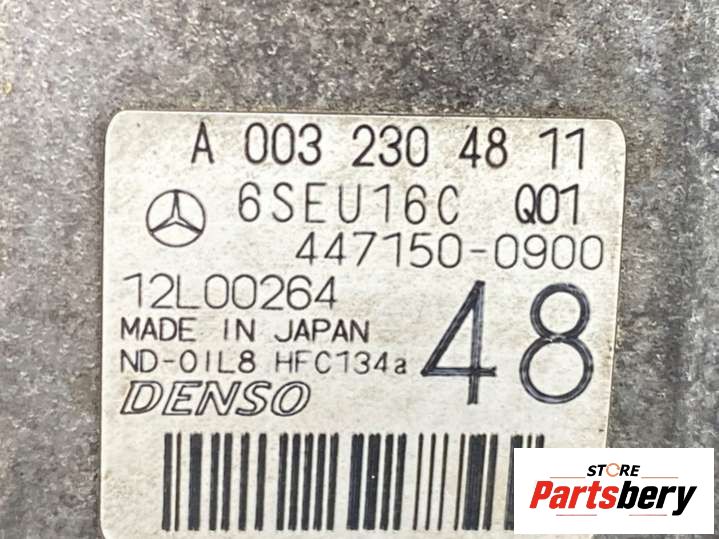 A 003 230 48 11
6SEU16C Q01
447150-0900
12L00264
MADE IN JAPAN
ND-OIL8 HFC134a
48
DENSO
STORE
Partsbery